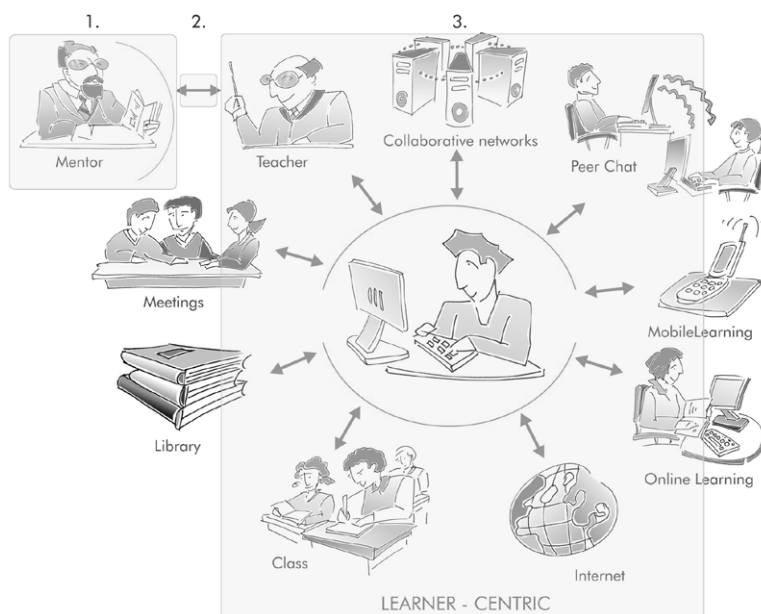 1.
2.
3.
Mentor
Teacher
Collaborative networks
Peer Chat
Meetings
MobileLearning
Library
Online Learning
Class
Internet
LEARNER - CENTRIC